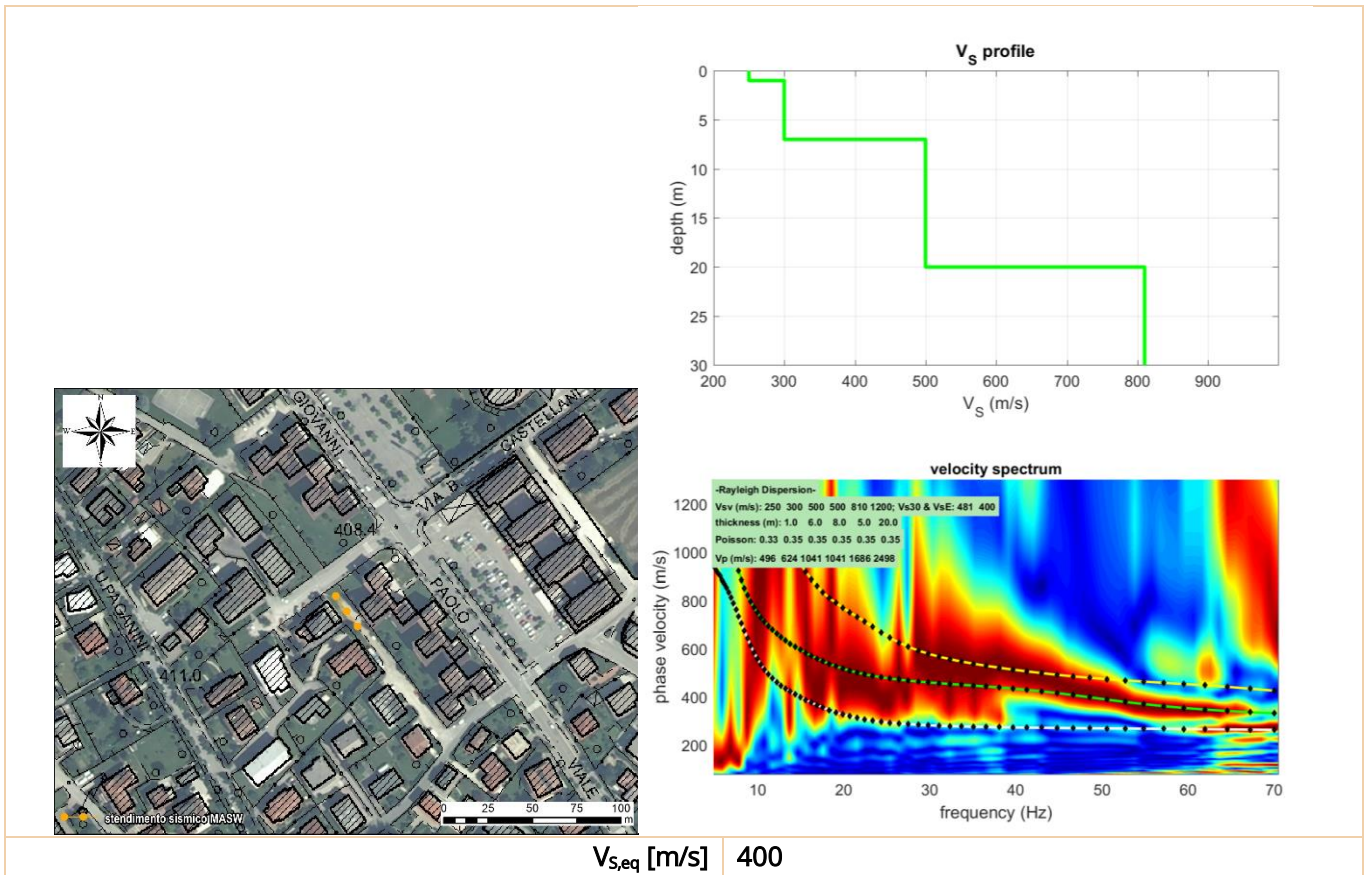 V_S profile
0
5
10
15
20
25
30
depth (m)
200 300 400 500 600 700 800 900
V_S (m/s)
velocity spectrum
-Rayleigh Dispersion-
Vsv (m/s): 250 300 500 500 810 1200; Vs30 & VsE: 481 400
thickness (m): 1.0 6.0 8.0 5.0 20.0
Poisson: 0.33 0.35 0.35 0.35 0.35 0.35
Vp (m/s): 496 624 1041 1041 1686 2498
1200
1000
800
600
400
200
phase velocity (m/s)
10 20 30 40 50 60 70
frequency (Hz)
N
W E
S
GIOVANNI
VIA B. CASTELLANI
408.4
PAOLO
411.0
VIALE
0 25 50 75 100
m
stendimento sismico MASW
V_S,eq [m/s] 400